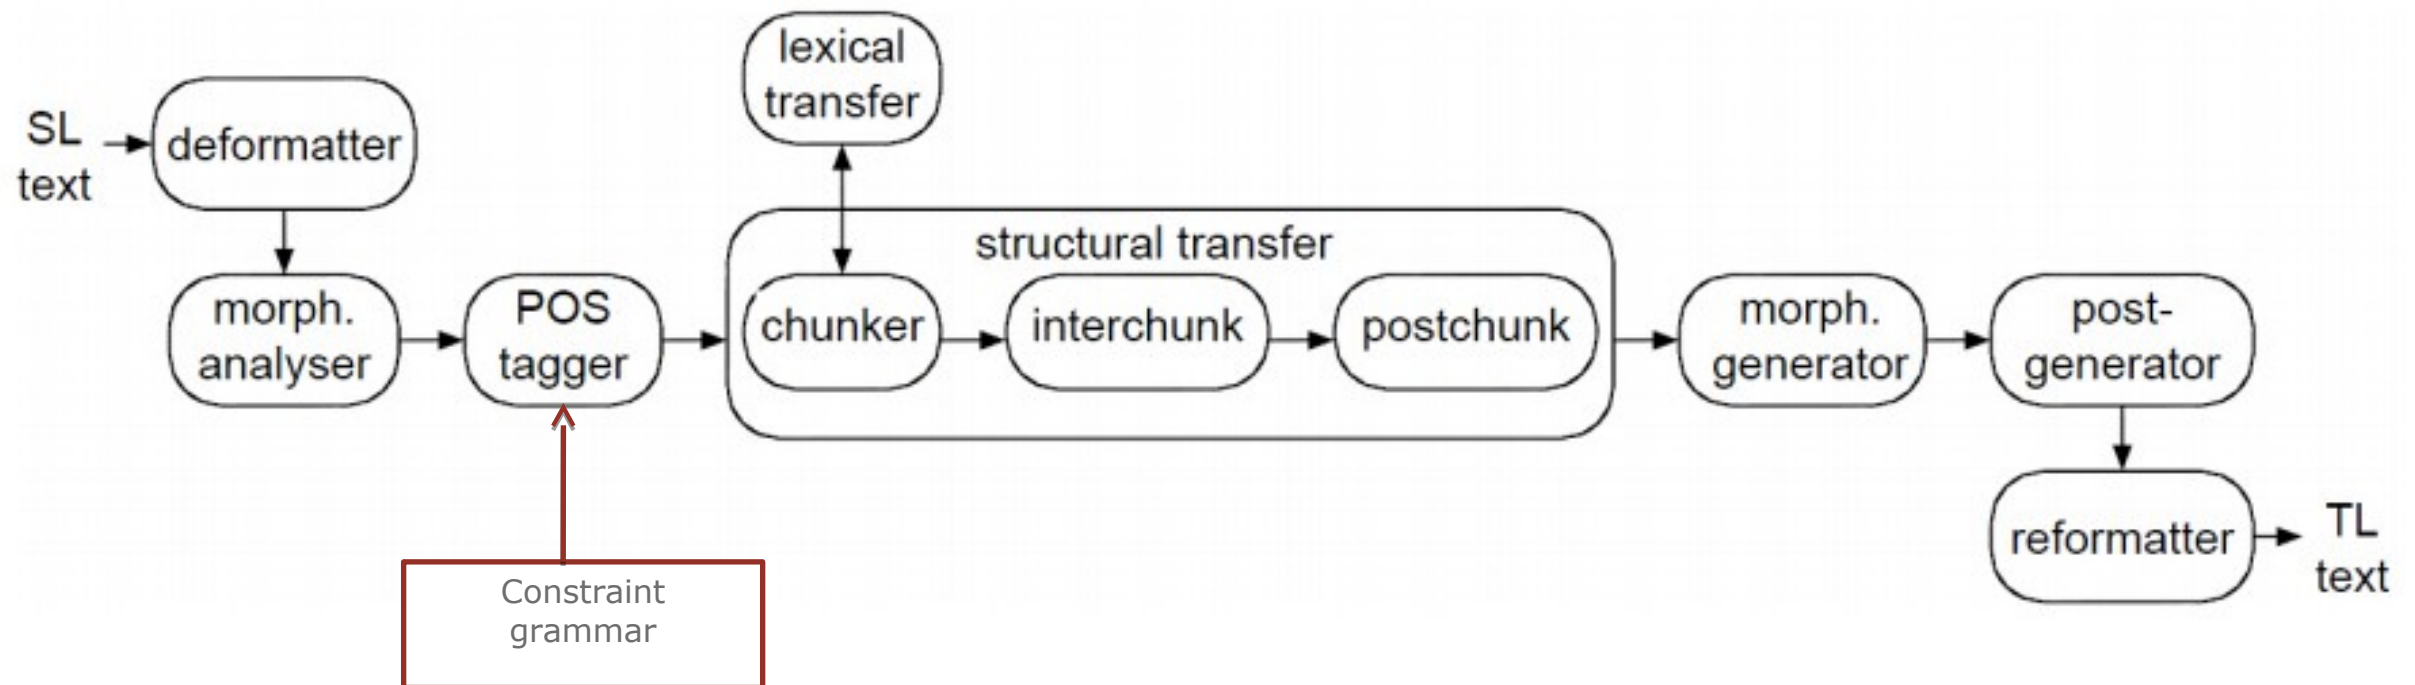 SL
text
deformatter
morph.
analyser
POS
tagger
lexical
transfer
structural transfer
chunker
interchunk
postchunk
morph.
generator
post-
generator
reformatter
TL
text
Constraint
grammar